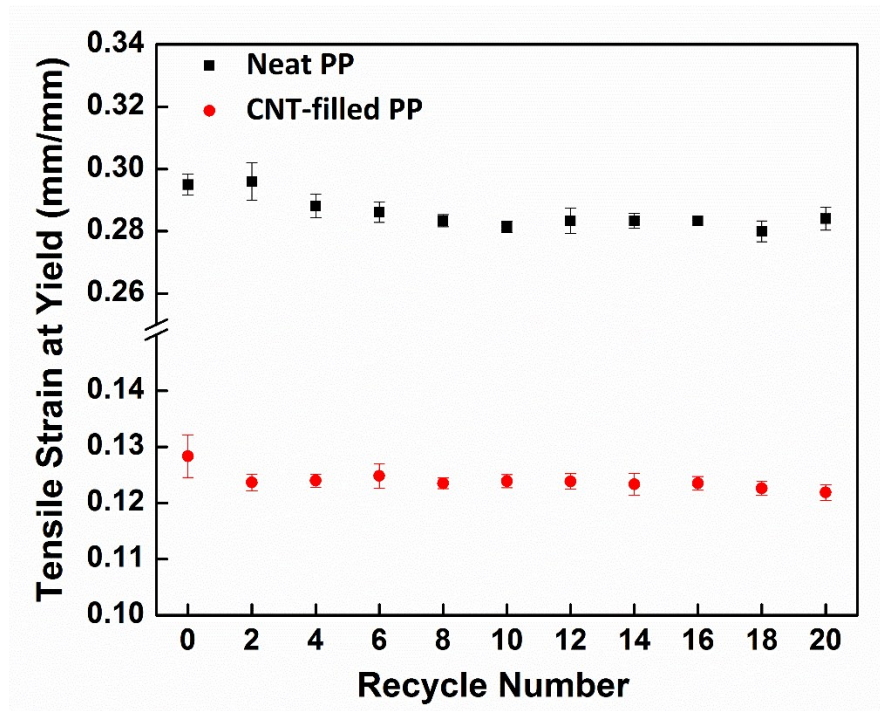 Neat PP
CNT-filled PP
Tensile Strain at Yield (mm/mm)
0.34
0.32
0.30
0.28
0.26
0.14
0.13
0.12
0.11
0.10
0 2 4 6 8 10 12 14 16 18 20
Recycle Number